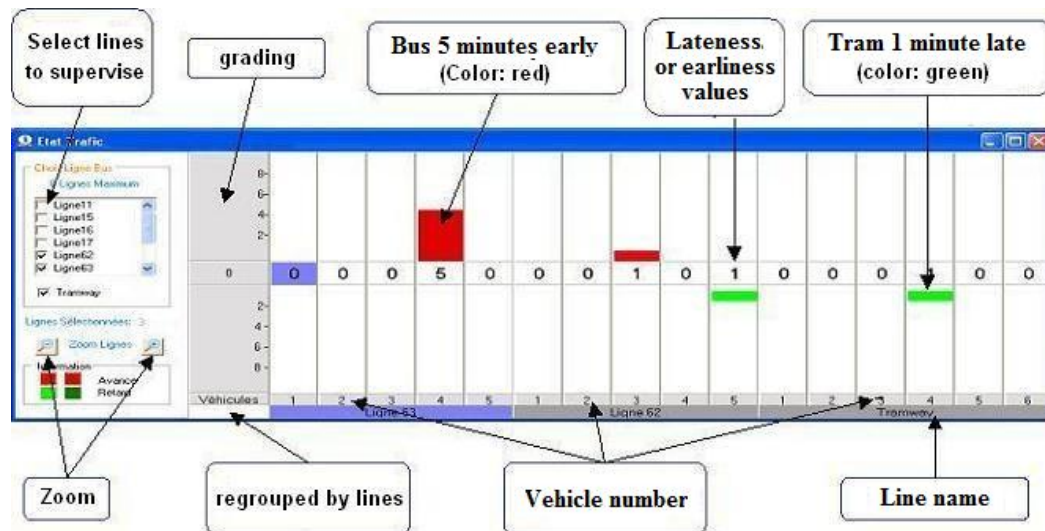 Select lines
to supervise
grading
Bus 5 minutes early
(Color: red)
Lateness
or earliness
values
Tram 1 minute late
(color: green)
Etat Trafic
Choix Ligne Bus
Lignes Maximum
Ligne11
Ligne15
Ligne16
Ligne17
Ligne62
Ligne63
Tramway
Lignes Sélectionnées: 3
Zoom Lignes
Information
Avance
Retard
8-
6-
4-
2-
0
2-
4-
6-
8-
0 0 0 5 0 0 0 1 0 1 0 0 0 1 0 0
Véhicules 1 2 3 4 5 1 2 3 4 5 1 2 3 4 5 6
Ligne 63 Ligne 62 Tramway
Zoom
regrouped by lines
Vehicle number
Line name